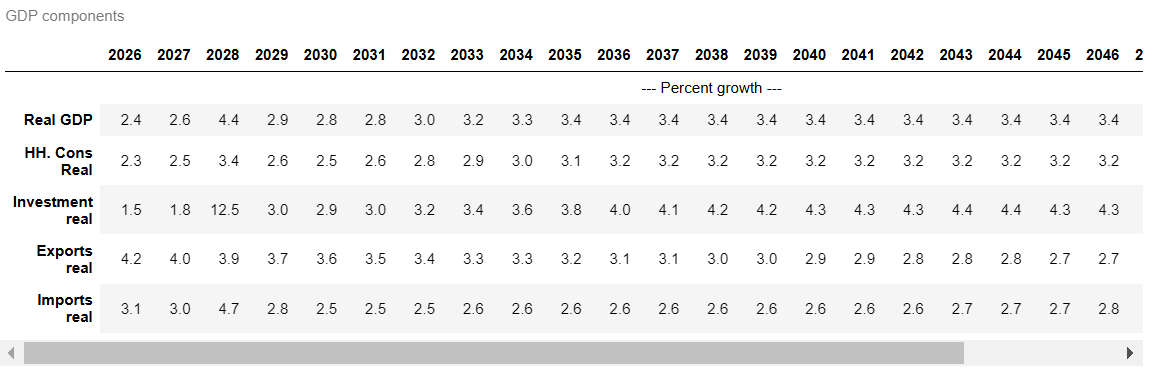 GDP components
2026 2027 2028 2029 2030 2031 2032 2033 2034 2035 2036 2037 2038 2039 2040 2041 2042 2043 2044 2045 2046 2
--- Percent growth ---
Real GDP 2.4 2.6 4.4 2.9 2.8 2.8 3.0 3.2 3.3 3.4 3.4 3.4 3.4 3.4 3.4 3.4 3.4 3.4 3.4 3.4 3.4
HH. Cons
Real 2.3 2.5 3.4 2.6 2.5 2.6 2.8 2.9 3.0 3.1 3.2 3.2 3.2 3.2 3.2 3.2 3.2 3.2 3.2 3.2 3.2
Investment
real 1.5 1.8 12.5 3.0 2.9 3.0 3.2 3.4 3.6 3.8 4.0 4.1 4.2 4.2 4.3 4.3 4.3 4.4 4.4 4.3 4.3
Exports
real 4.2 4.0 3.9 3.7 3.6 3.5 3.4 3.3 3.3 3.2 3.1 3.1 3.0 3.0 2.9 2.9 2.8 2.8 2.8 2.7 2.7
Imports
real 3.1 3.0 4.7 2.8 2.5 2.5 2.5 2.6 2.6 2.6 2.6 2.6 2.6 2.6 2.6 2.6 2.6 2.7 2.7 2.7 2.8